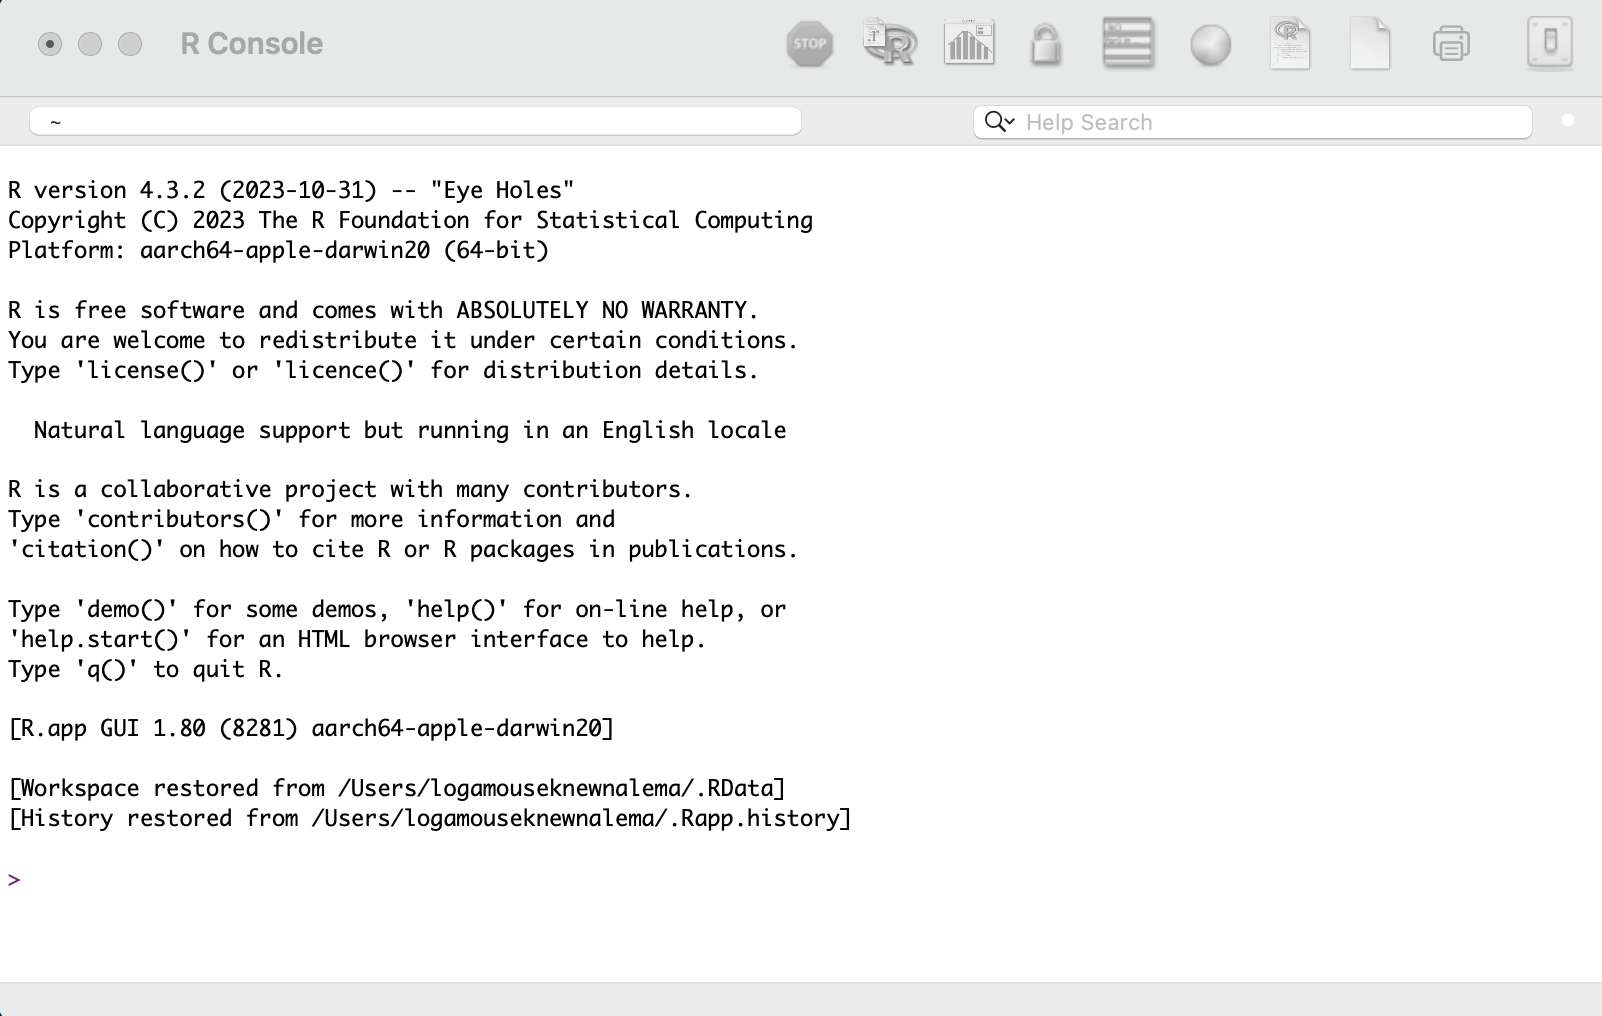 R Console
STOP
~
Help Search
R version 4.3.2 (2023-10-31) -- "Eye Holes"
Copyright (C) 2023 The R Foundation for Statistical Computing
Platform: aarch64-apple-darwin20 (64-bit)
R is free software and comes with ABSOLUTELY NO WARRANTY.
You are welcome to redistribute it under certain conditions.
Type 'license()' or 'licence()' for distribution details.
Natural language support but running in an English locale
R is a collaborative project with many contributors.
Type 'contributors()' for more information and
'citation()' on how to cite R or R packages in publications.
Type 'demo()' for some demos, 'help()' for on-line help, or
'help.start()' for an HTML browser interface to help.
Type 'q()' to quit R.
[R.app GUI 1.80 (8281) aarch64-apple-darwin20]
[Workspace restored from /Users/logamouseknewnalema/.RData]
[History restored from /Users/logamouseknewnalema/.Rapp.history]
>